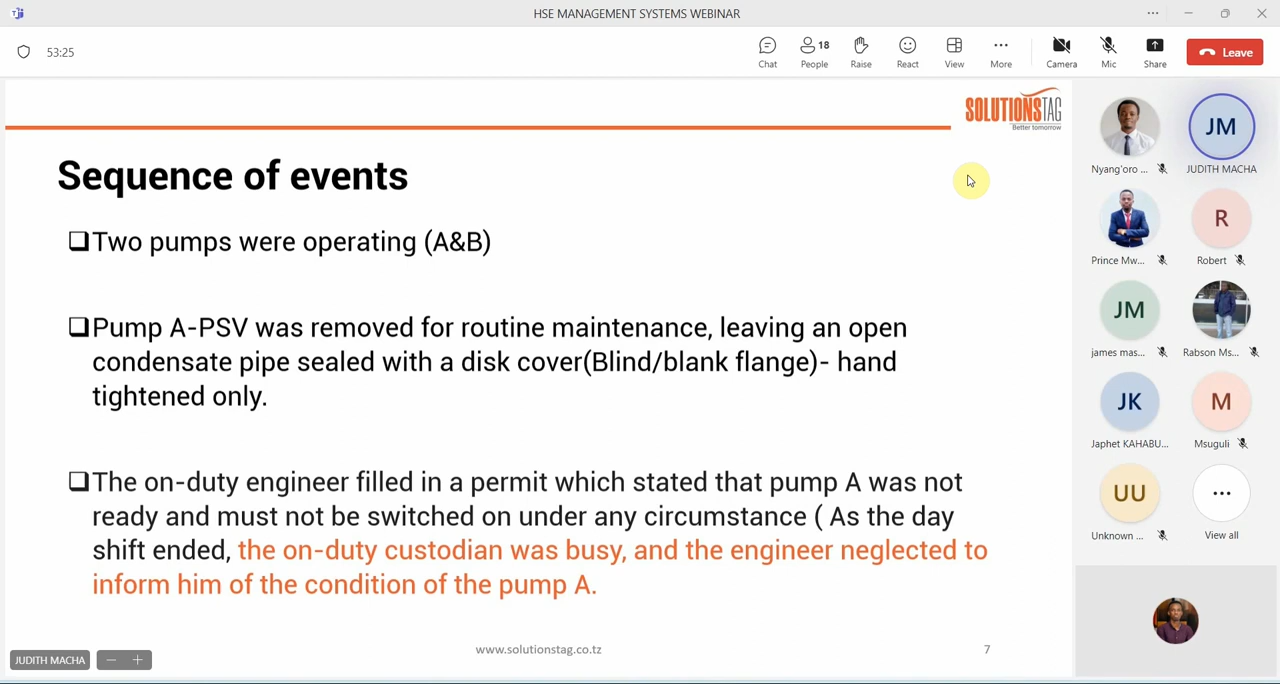 HSE MANAGEMENT SYSTEMS WEBINAR
53:25
Chat
People
18
Raise
React
View
More
Camera
Mic
Share
Leave
SOLUTIONSTAG
Better tomorrow
Sequence of events
❑Two pumps were operating (A&B)
❑Pump A-PSV was removed for routine maintenance, leaving an open
condensate pipe sealed with a disk cover(Blind/blank flange)- hand
tightened only.
❑The on-duty engineer filled in a permit which stated that pump A was not
ready and must not be switched on under any circumstance ( As the day
shift ended, the on-duty custodian was busy, and the engineer neglected to
inform him of the condition of the pump A.
www.solutionstag.co.tz
7
JUDITH MACHA
Nyang'oro ...
JM
JUDITH MACHA
Prince Mw...
R
Robert
JM
james mas...
Rabson Ms...
JK
Japhet KAHABU...
M
Msuguli
UU
Unknown ...
View all